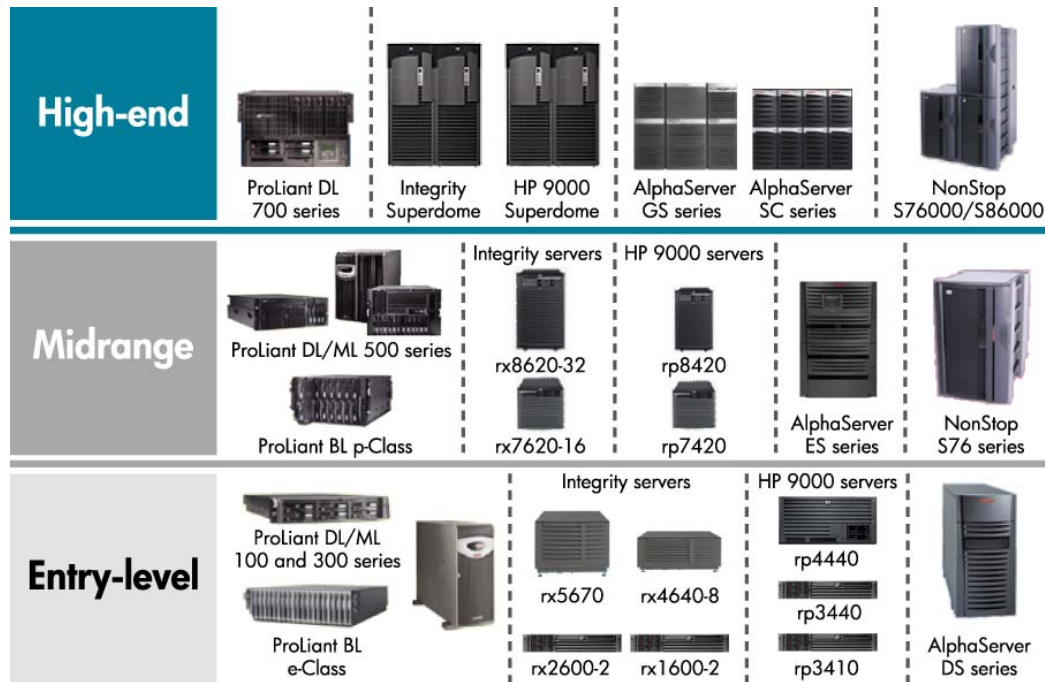 High-end
ProLiant DL
700 series
Integrity
Superdome
HP 9000
Superdome
AlphaServer
GS series
AlphaServer
SC series
NonStop
S76000/S86000
Midrange
ProLiant DL/ML 500 series
ProLiant BL p-Class
Integrity servers
rx8620-32
rx7620-16
HP 9000 servers
rp8420
rp7420
AlphaServer
ES series
NonStop
S76 series
Entry-level
ProLiant DL/ML
100 and 300 series
ProLiant BL
e-Class
Integrity servers
rx5670
rx4640-8
rx2600-2
rx1600-2
HP 9000 servers
rp4440
rp3440
rp3410
AlphaServer
DS series